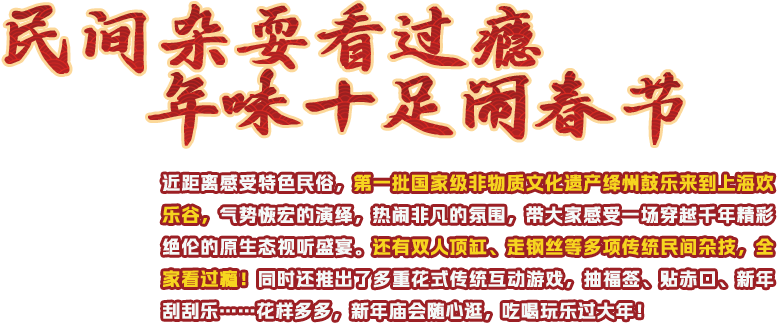 民间杂耍看过瘾
年味十足闹春节
近距离感受特色民俗，第一批国家级非物质文化遗产绛州鼓乐来到上海欢
乐谷，气势恢宏的演绎，热闹非凡的氛围，带大家感受一场穿越千年精彩
绝伦的原生态视听盛宴。还有双人顶缸、走钢丝等多项传统民间杂技，全
家看过瘾！同时还推出了多重花式传统互动游戏，抽福签、贴赤口、新年
刮刮乐……花样多多，新年庙会随心逛，吃喝玩乐过大年！